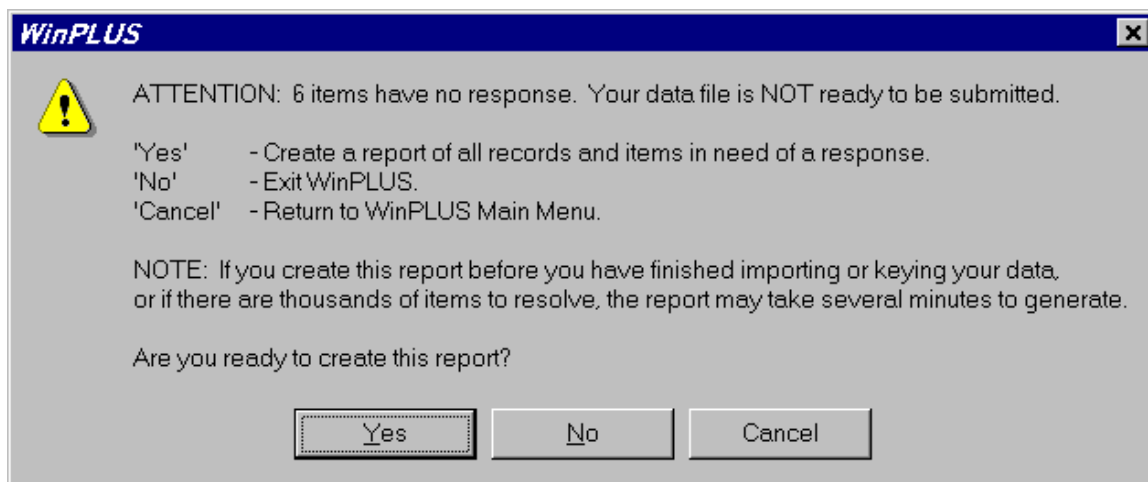 WinPLUS
ATTENTION: 6 items have no response. Your data file is NOT ready to be submitted.
'Yes' - Create a report of all records and items in need of a response.
'No' - Exit WinPLUS.
'Cancel' - Return to WinPLUS Main Menu.
NOTE: If you create this report before you have finished importing or keying your data,
or if there are thousands of items to resolve, the report may take several minutes to generate.
Are you ready to create this report?
Yes No Cancel